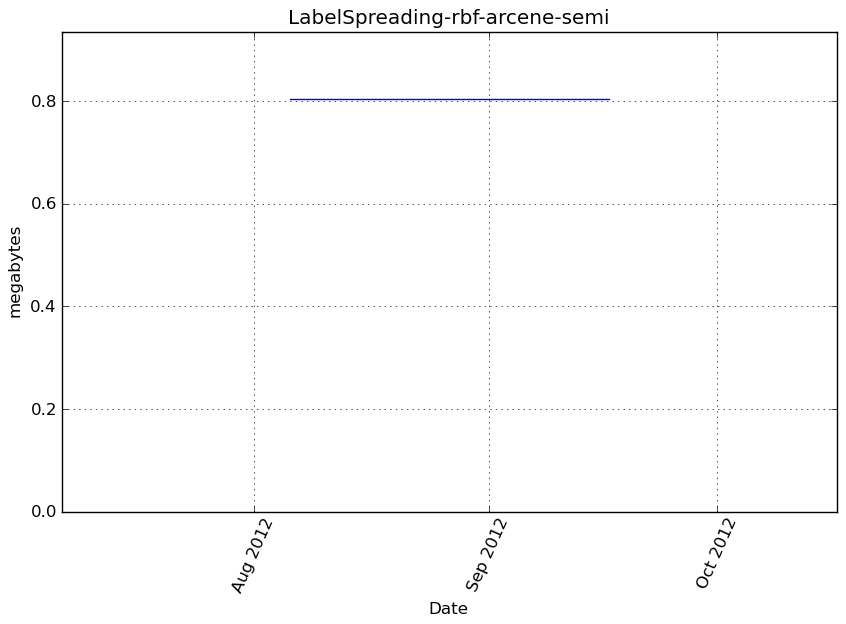 LabelSpreading-rbf-arcene-semi
megabytes
0.8
0.6
0.4
0.2
0.0
Aug 2012
Sep 2012
Oct 2012
Date